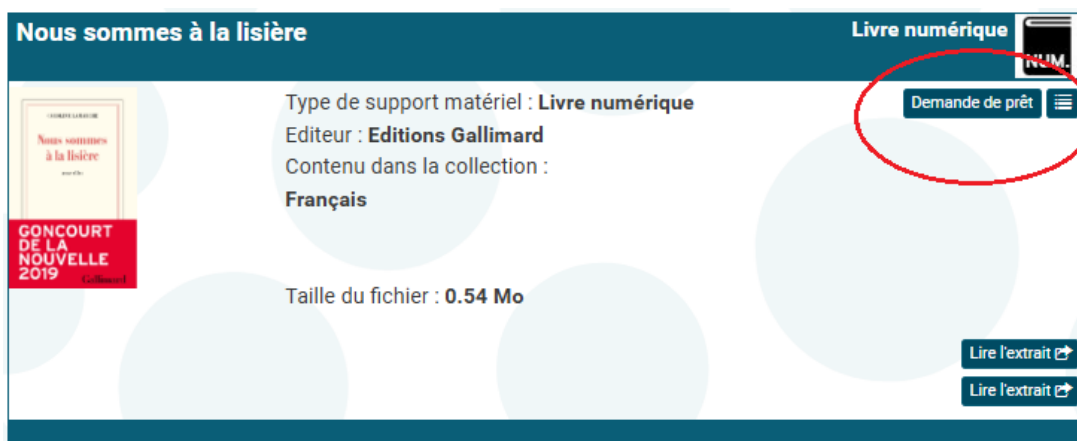 Nous sommes à la lisière
Livre numérique
NUM.
Type de support matériel : Livre numérique
Demande de prêt
Editeur : Editions Gallimard
Contenu dans la collection :
Français
Nous sommes
à la lisière
GONCOURT
DE LA
NOUVELLE
2019
Gallimard
Taille du fichier : 0.54 Mo
Lire l'extrait
Lire l'extrait